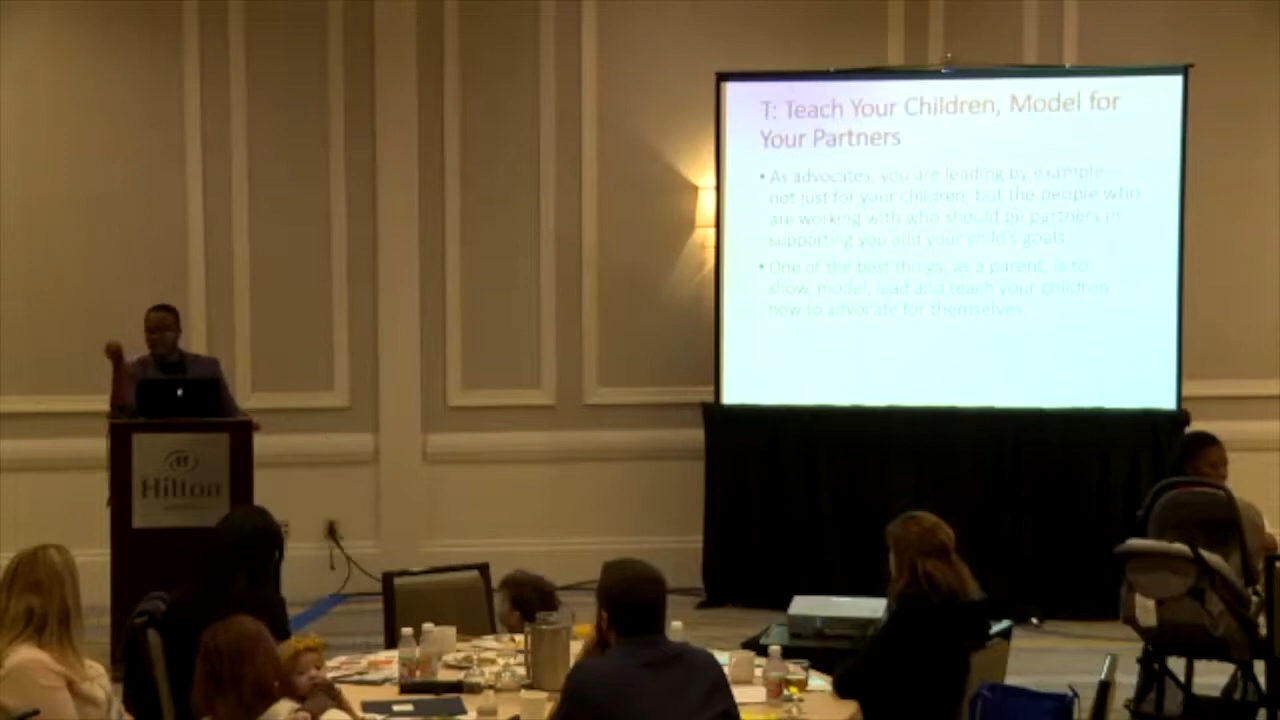 T: Teach Your Children, Model for
Your Partners
• As advocates, you are leading by example –
not just for your children, but the people who
are working with who should be partners in
supporting you and your child's goals.
• One of the best things, as a parent, is to
show, model, lead and teach your children
how to advocate for themselves.
Hilton